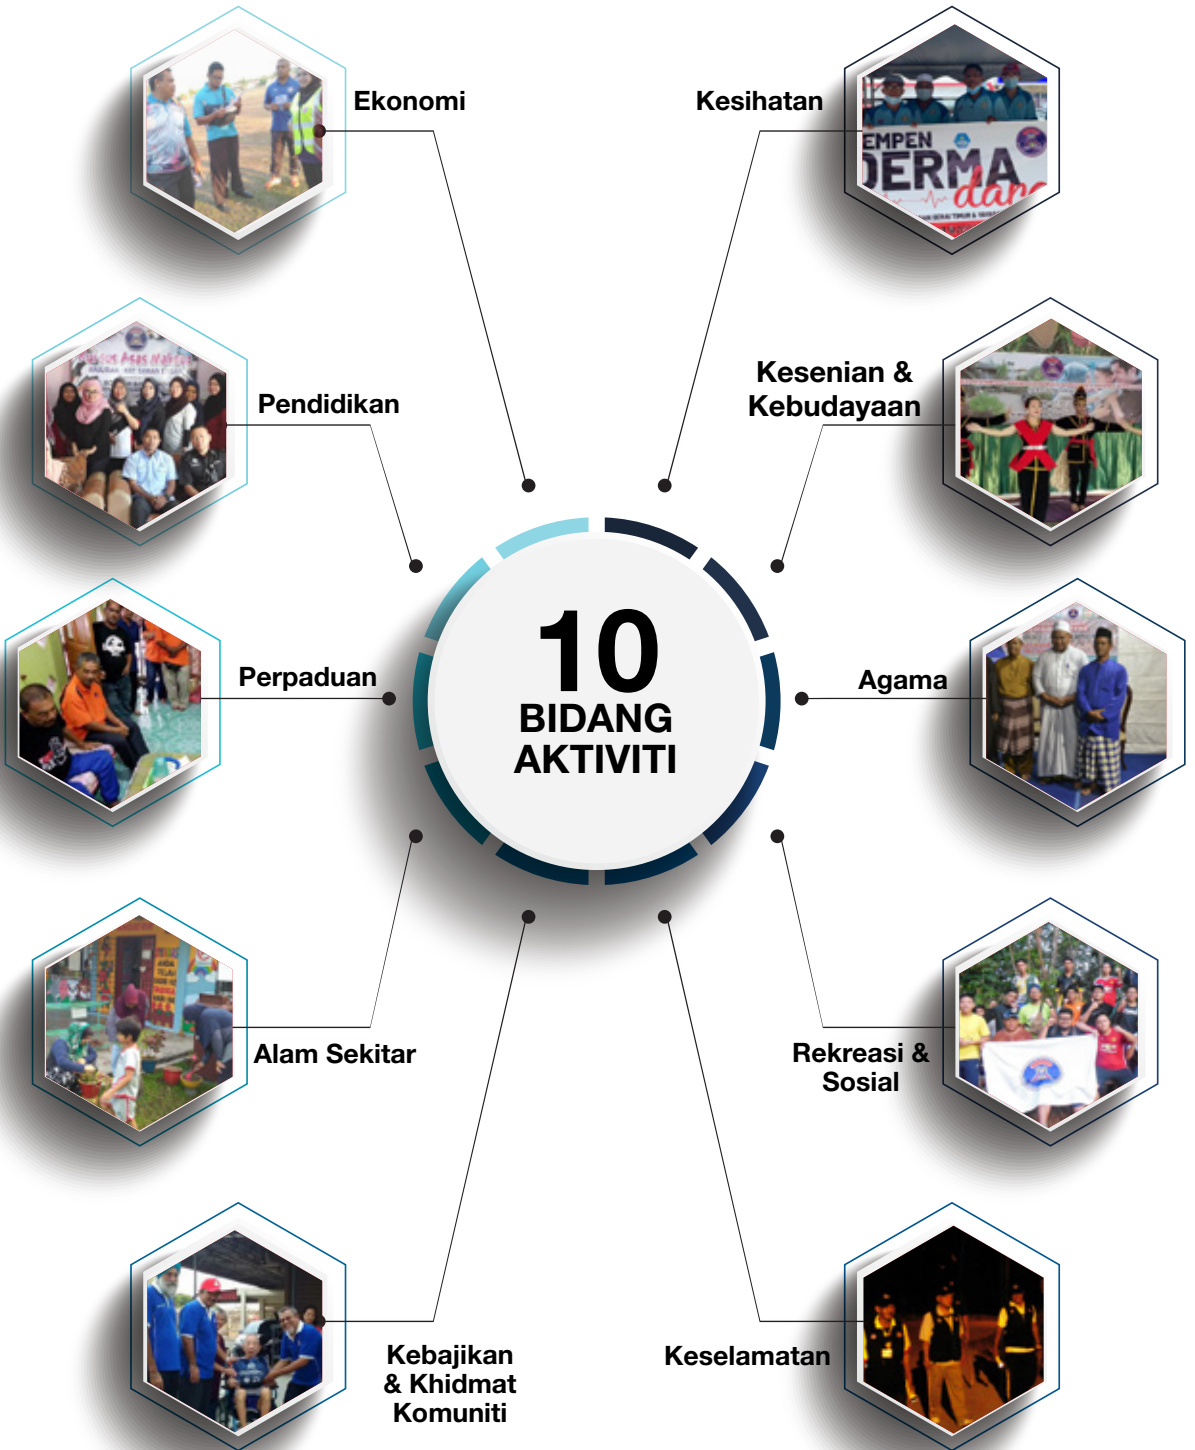 Ekonomi
Kesihatan
EMPEN
DERMA
Pendidikan
Kesenian &
Kebudayaan
10
BIDANG
AKTIVITI
Perpaduan
Agama
Alam Sekitar
Rekreasi &
Sosial
Kebajikan
& Khidmat
Komuniti
Keselamatan